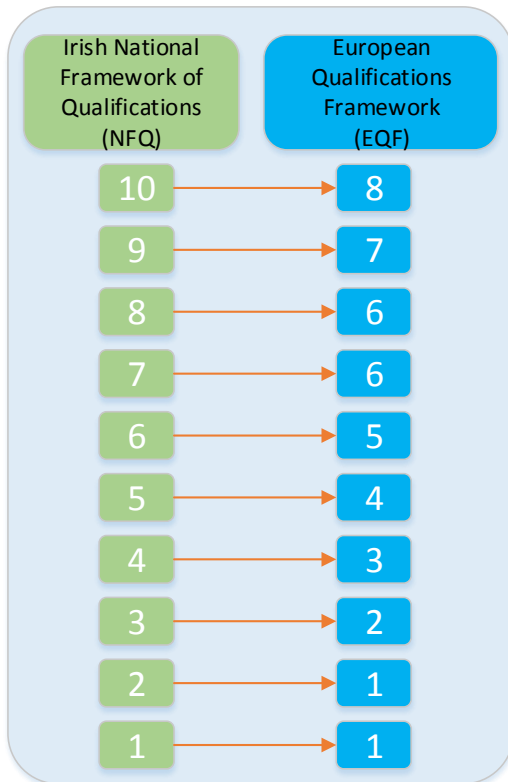 Irish National
Framework of
Qualifications
(NFQ)
European
Qualifications
Framework
(EQF)
10 8
9 7
8 6
7 6
6 5
5 4
4 3
3 2
2 1
1 1